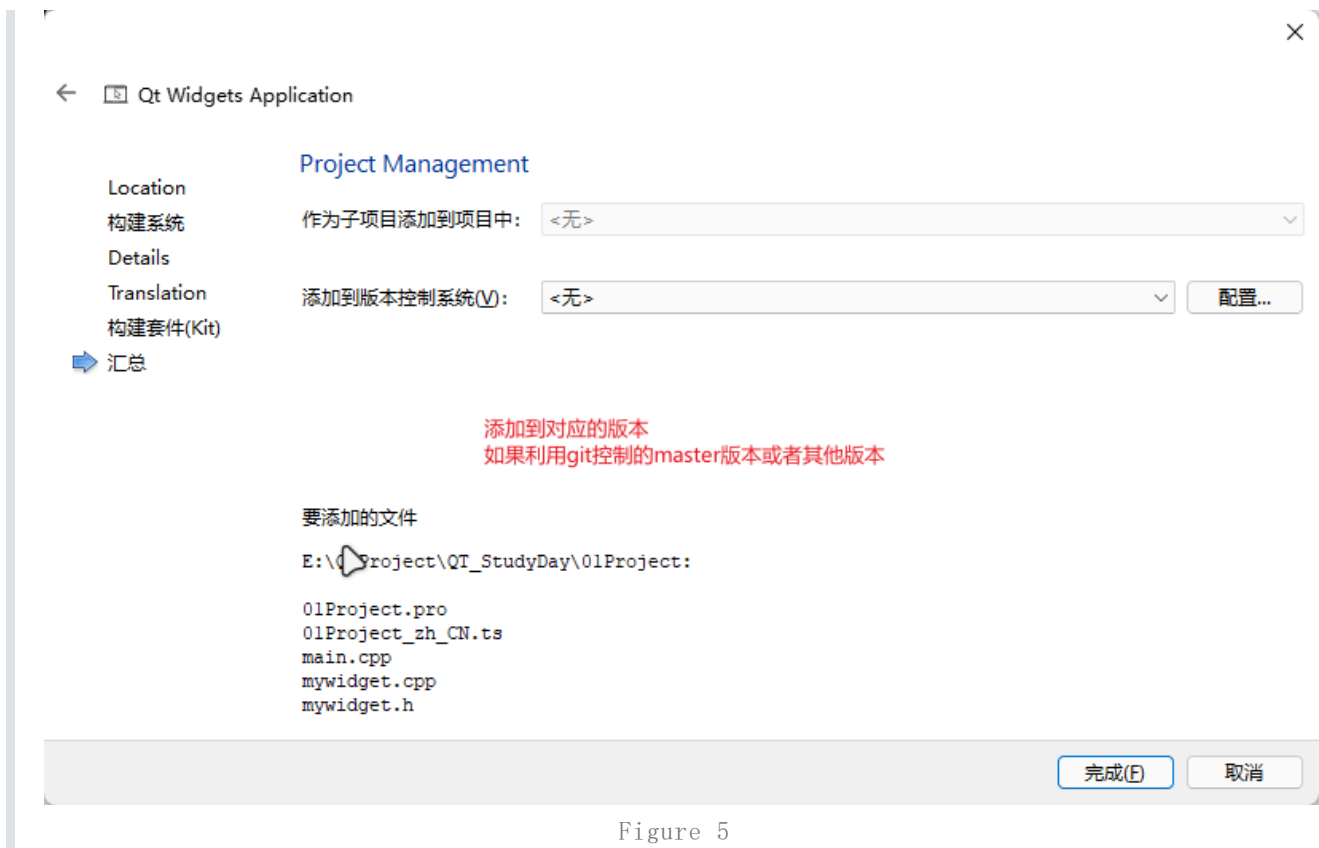 Qt Widgets Application
Project Management
Location
构建系统
Details
Translation
构建套件(Kit)
汇总
作为子项目添加到项目中: <无>
添加到版本控制系统(V): <无> 配置...
添加到对应的版本
如果利用git控制的master版本或者其他版本
要添加的文件
E:\ Project\QT_StudyDay\01Project:
01Project.pro
01Project_zh_CN.ts
main.cpp
mywidget.cpp
mywidget.h
完成(F) 取消
Figure 5